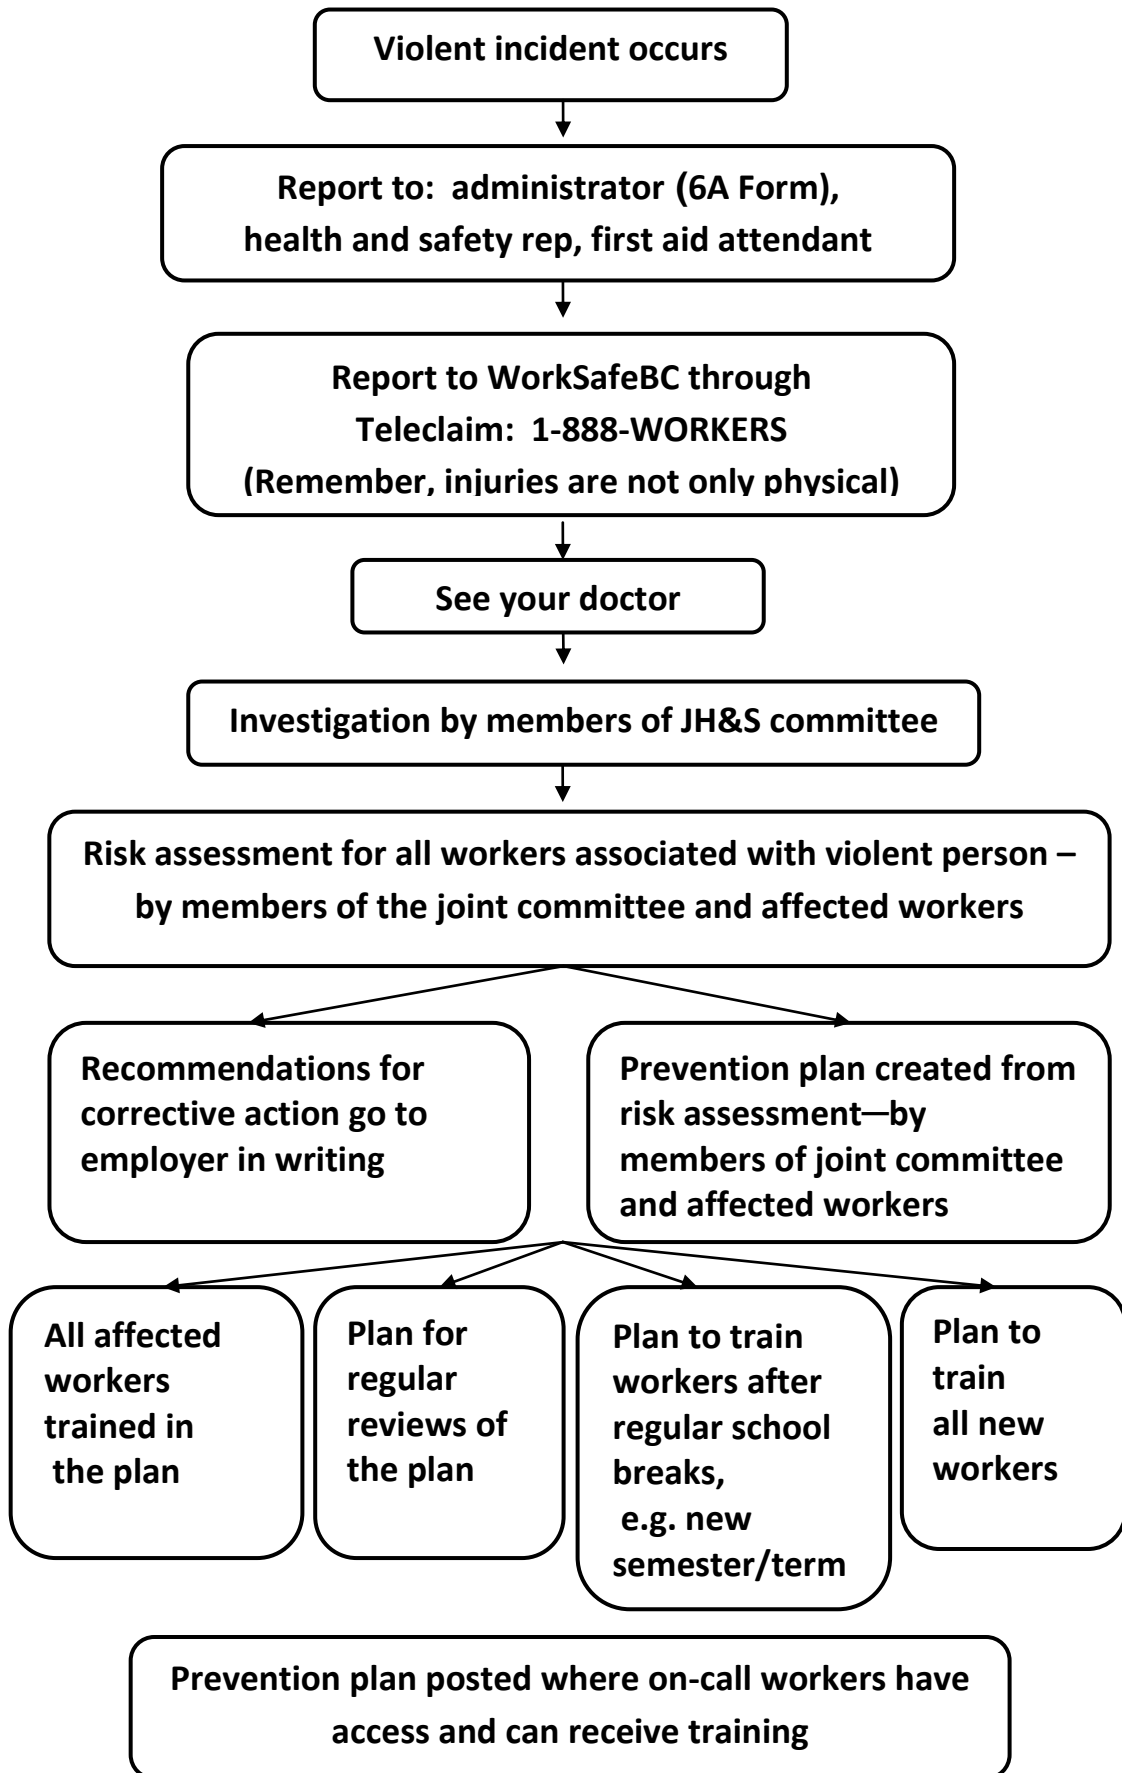 Violent incident occurs
Report to:  administrator (6A Form),
health and safety rep, first aid attendant
Report to WorkSafeBC through
Teleclaim:  1-888-WORKERS
(Remember, injuries are not only physical)
See your doctor
Investigation by members of JH&S committee
Risk assessment for all workers associated with violent person –
by members of the joint committee and affected workers
Recommendations for
corrective action go to
employer in writing
Prevention plan created from
risk assessment—by
members of joint committee
and affected workers
All affected
workers
trained in
the plan
Plan for
regular
reviews of
the plan
Plan to train
workers after
regular school
breaks,
e.g. new
semester/term
Plan to
train
all new
workers
Prevention plan posted where on-call workers have
access and can receive training